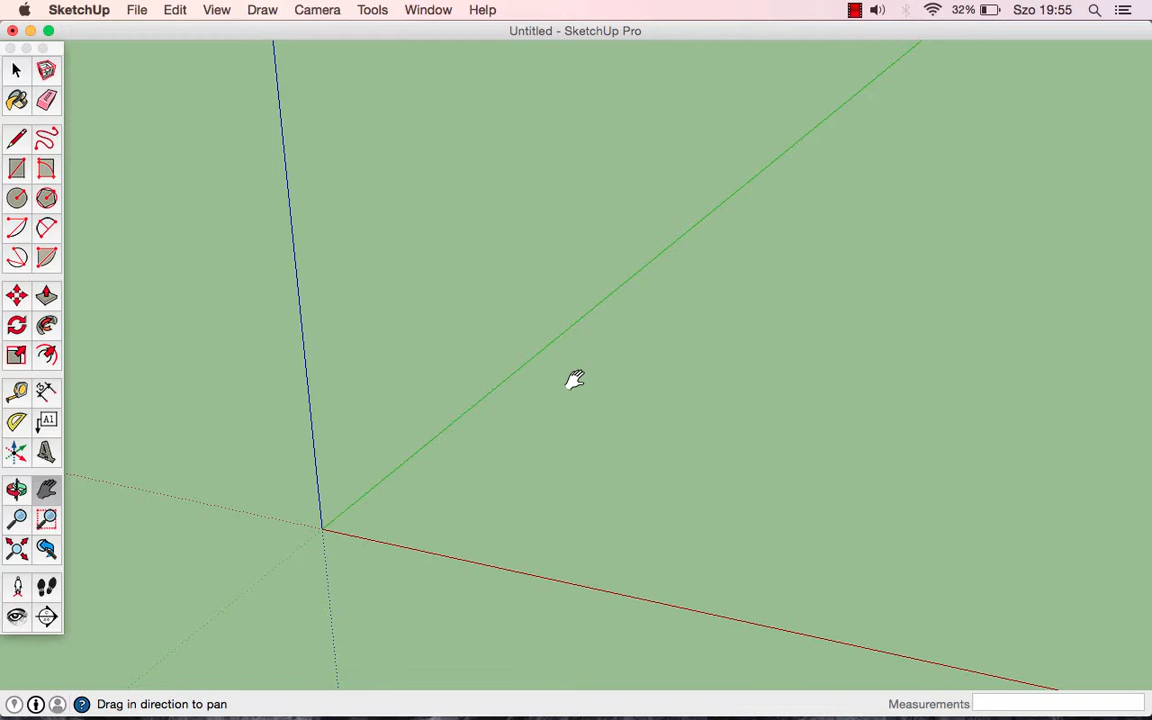 SketchUp File Edit View Draw Camera Tools Window Help 32% Szo 19:55
Untitled - SketchUp Pro
A1
Drag in direction to pan
Measurements